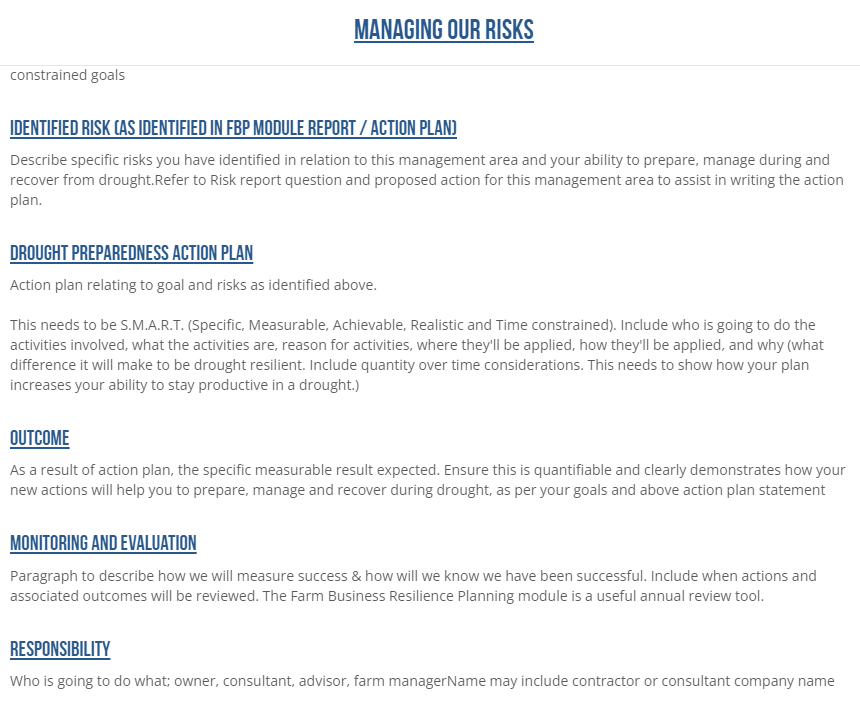 MANAGING OUR RISKS
constrained goals
IDENTIFIED RISK (AS IDENTIFIED IN FBP MODULE REPORT / ACTION PLAN)
Describe specific risks you have identified in relation to this management area and your ability to prepare, manage during and
recover from drought.Refer to Risk report question and proposed action for this management area to assist in writing the action
plan.
DROUGHT PREPAREDNESS ACTION PLAN
Action plan relating to goal and risks as identified above.
This needs to be S.M.A.R.T. (Specific, Measurable, Achievable, Realistic and Time constrained). Include who is going to do the
activities involved, what the activities are, reason for activities, where they'll be applied, how they'll be applied, and why (what
difference it will make to be drought resilient. Include quantity over time considerations. This needs to show how your plan
increases your ability to stay productive in a drought.)
OUTCOME
As a result of action plan, the specific measurable result expected. Ensure this is quantifiable and clearly demonstrates how your
new actions will help you to prepare, manage and recover during drought, as per your goals and above action plan statement
MONITORING AND EVALUATION
Paragraph to describe how we will measure success & how will we know we have been successful. Include when actions and
associated outcomes will be reviewed. The Farm Business Resilience Planning module is a useful annual review tool.
RESPONSIBILITY
Who is going to do what; owner, consultant, advisor, farm managerName may include contractor or consultant company name